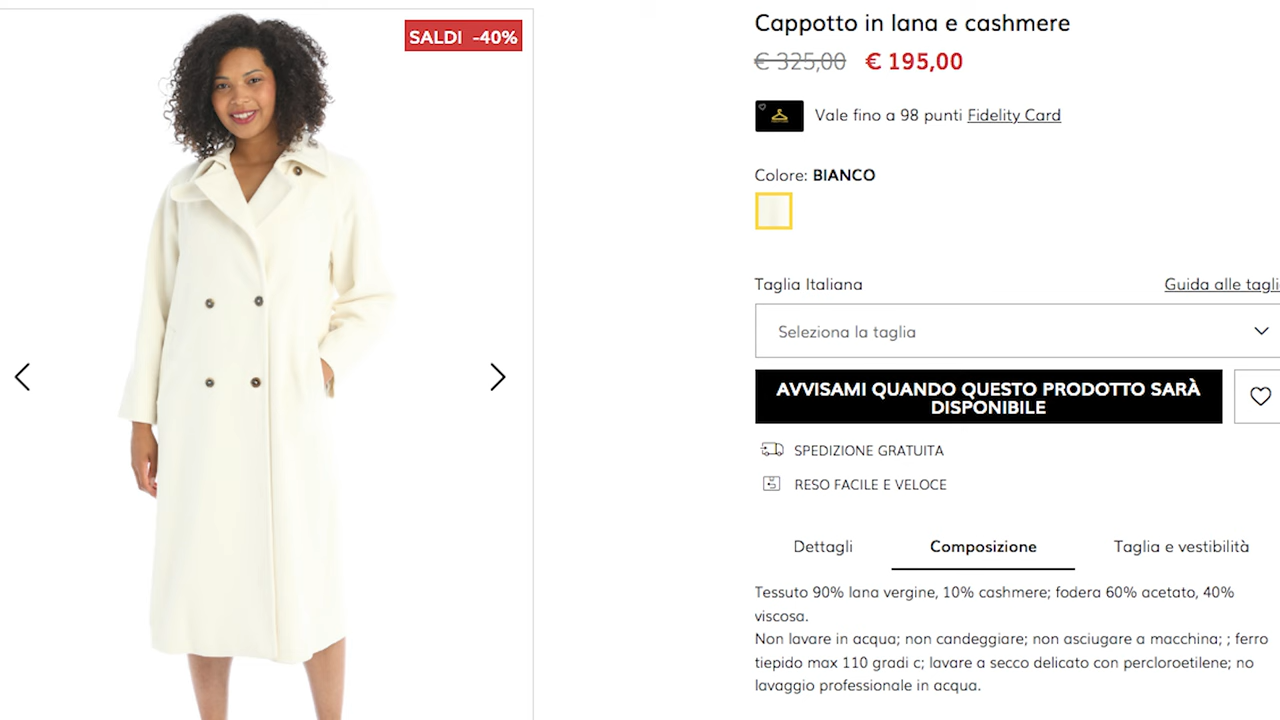 SALDI -40%
Cappotto in lana e cashmere
€ 325,00 € 195,00
Vale fino a 98 punti Fidelity Card
Colore: BIANCO
Taglia Italiana
Guida alle tagli
Seleziona la taglia
AVVISAMI QUANDO QUESTO PRODOTTO SARÀ
DISPONIBILE
SPEDIZIONE GRATUITA
RESO FACILE E VELOCE
Dettagli Composizione Taglia e vestibilità
Tessuto 90% lana vergine, 10% cashmere; fodera 60% acetato, 40%
viscosa.
Non lavare in acqua; non candeggiare; non asciugare a macchina; ; ferro
tiepido max 110 gradi c; lavare a secco delicato con percloroetilene; no
lavaggio professionale in acqua.